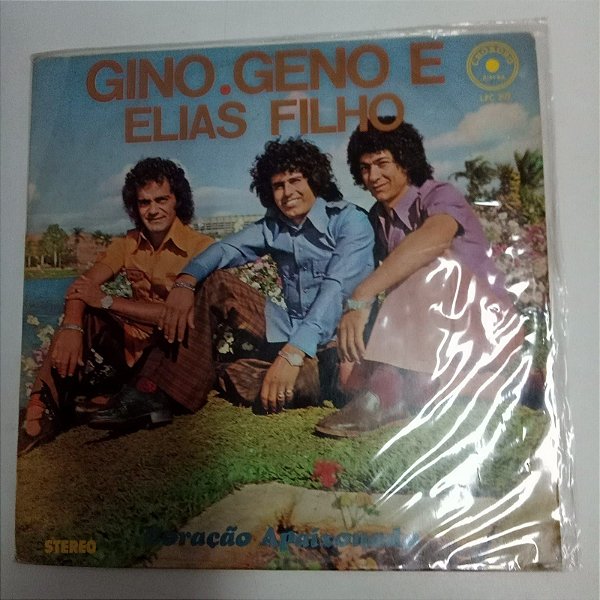 GINO.GENO E
ELIAS FILHO
STEREO
Coração Apaixonado